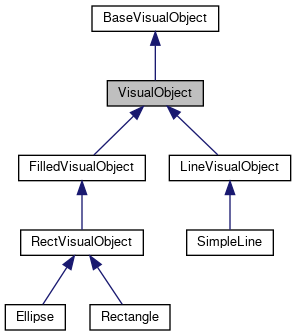 BaseVisualObject
VisualObject
FilledVisualObject
LineVisualObject
RectVisualObject
SimpleLine
Ellipse
Rectangle